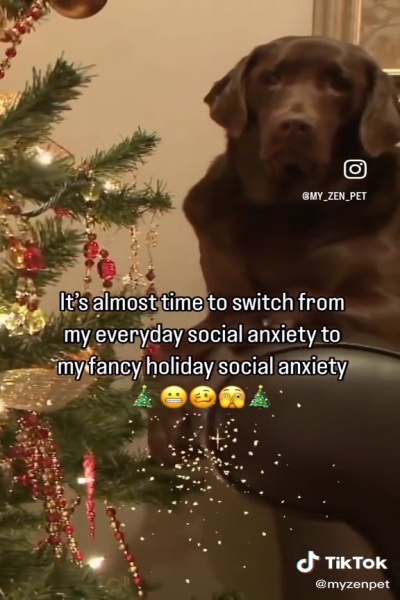 @MY_ZEN_PET
It's almost time to switch from
my everyday social anxiety to
my fancy holiday social anxiety
🎄😬🥴🫣🎄
TikTok
@myzenpet